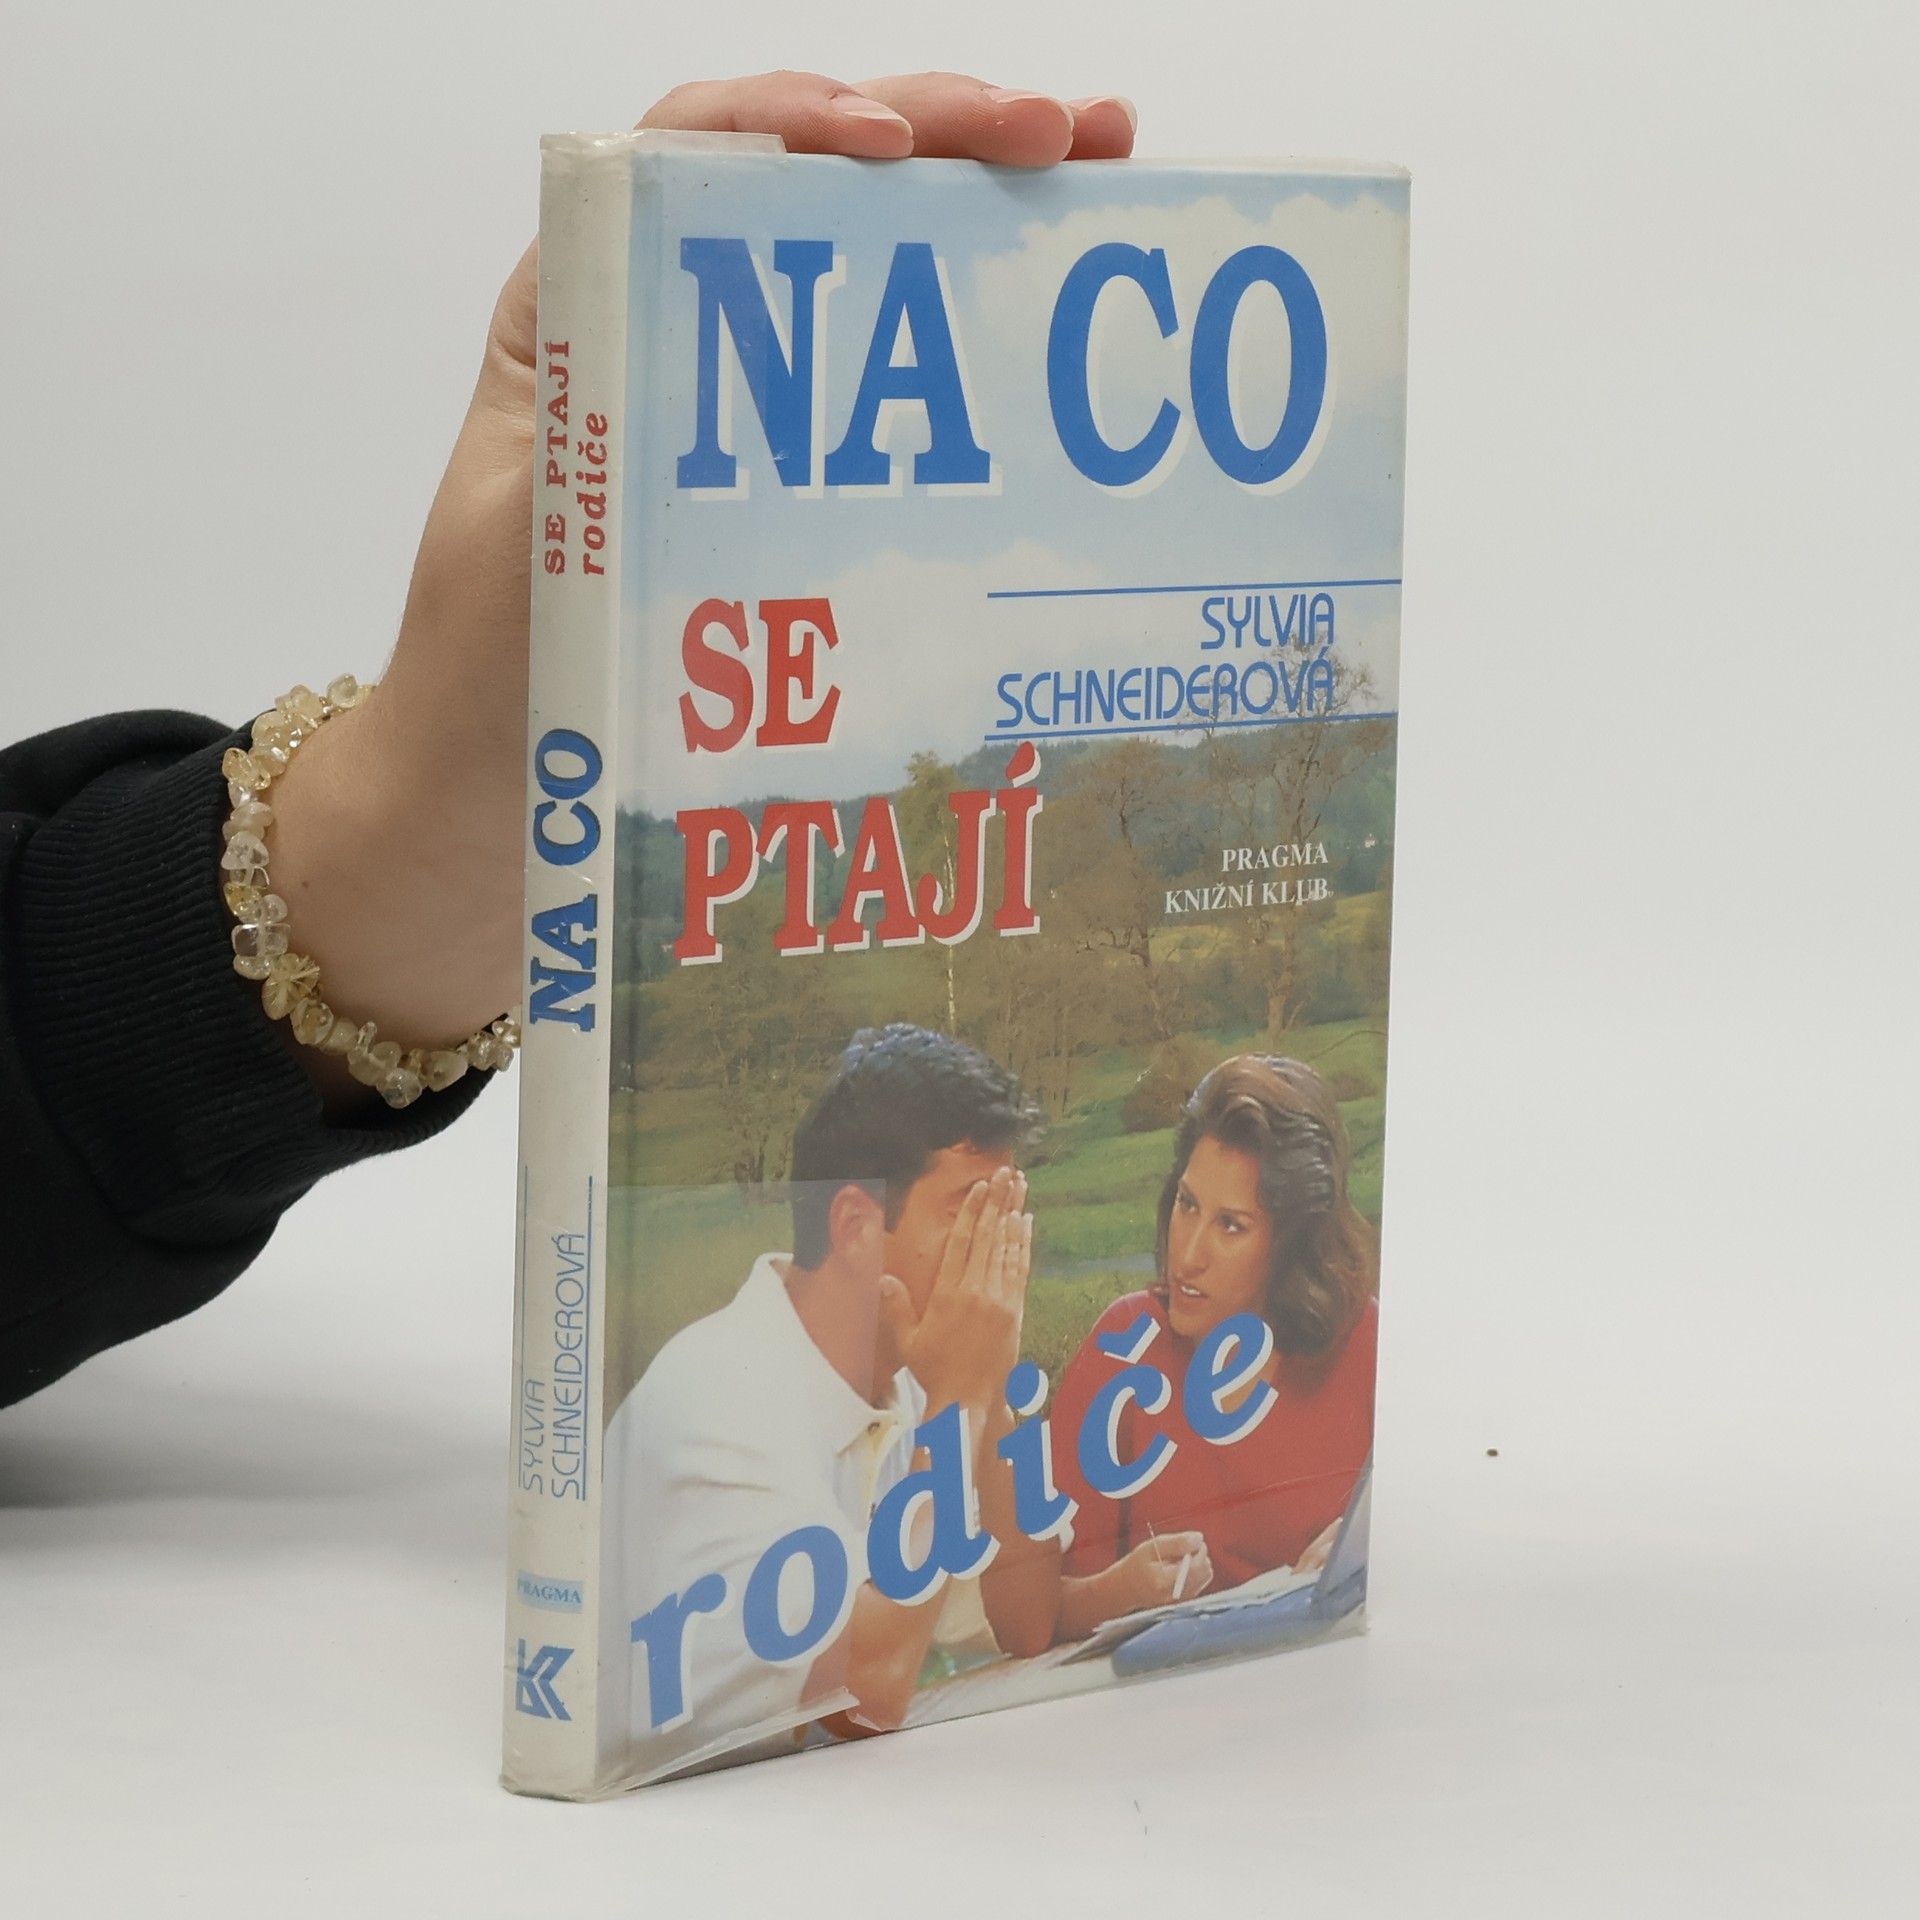 NA CO
SE
PTAJÍ
rodiče
SYLVIA
SCHNEIDEROVÁ
PRAGMA
KNIŽNÍ KLUB
NA CO
SE PTAJÍ
rodiče
SYLVIA
SCHNEIDEROVÁ
PRAGMA